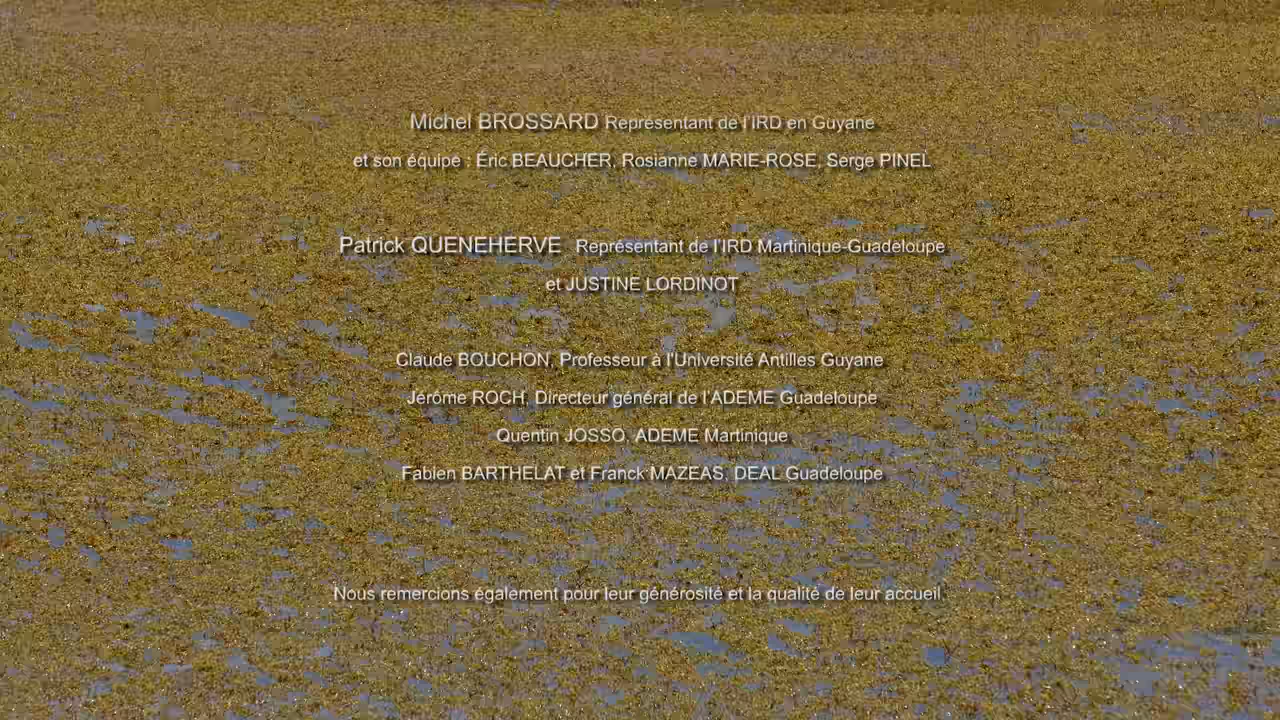 Michel BROSSARD Représentant de l'IRD en Guyane
et son équipe : Éric BEAUCHER, Rosianne MARIE-ROSE, Serge PINEL
Patrick QUENEHERVE Représentant de l'IRD Martinique-Guadeloupe
et JUSTINE LORDINOT
Claude BOUCHON, Professeur à l'Université Antilles Guyane
Jérôme ROCH, Directeur général de l'ADEME Guadeloupe
Quentin JOSSO, ADEME Martinique
Fabien BARTHELAT et Franck MAZEAS, DEAL Guadeloupe
Nous remercions également pour leur générosité et la qualité de leur accueil,